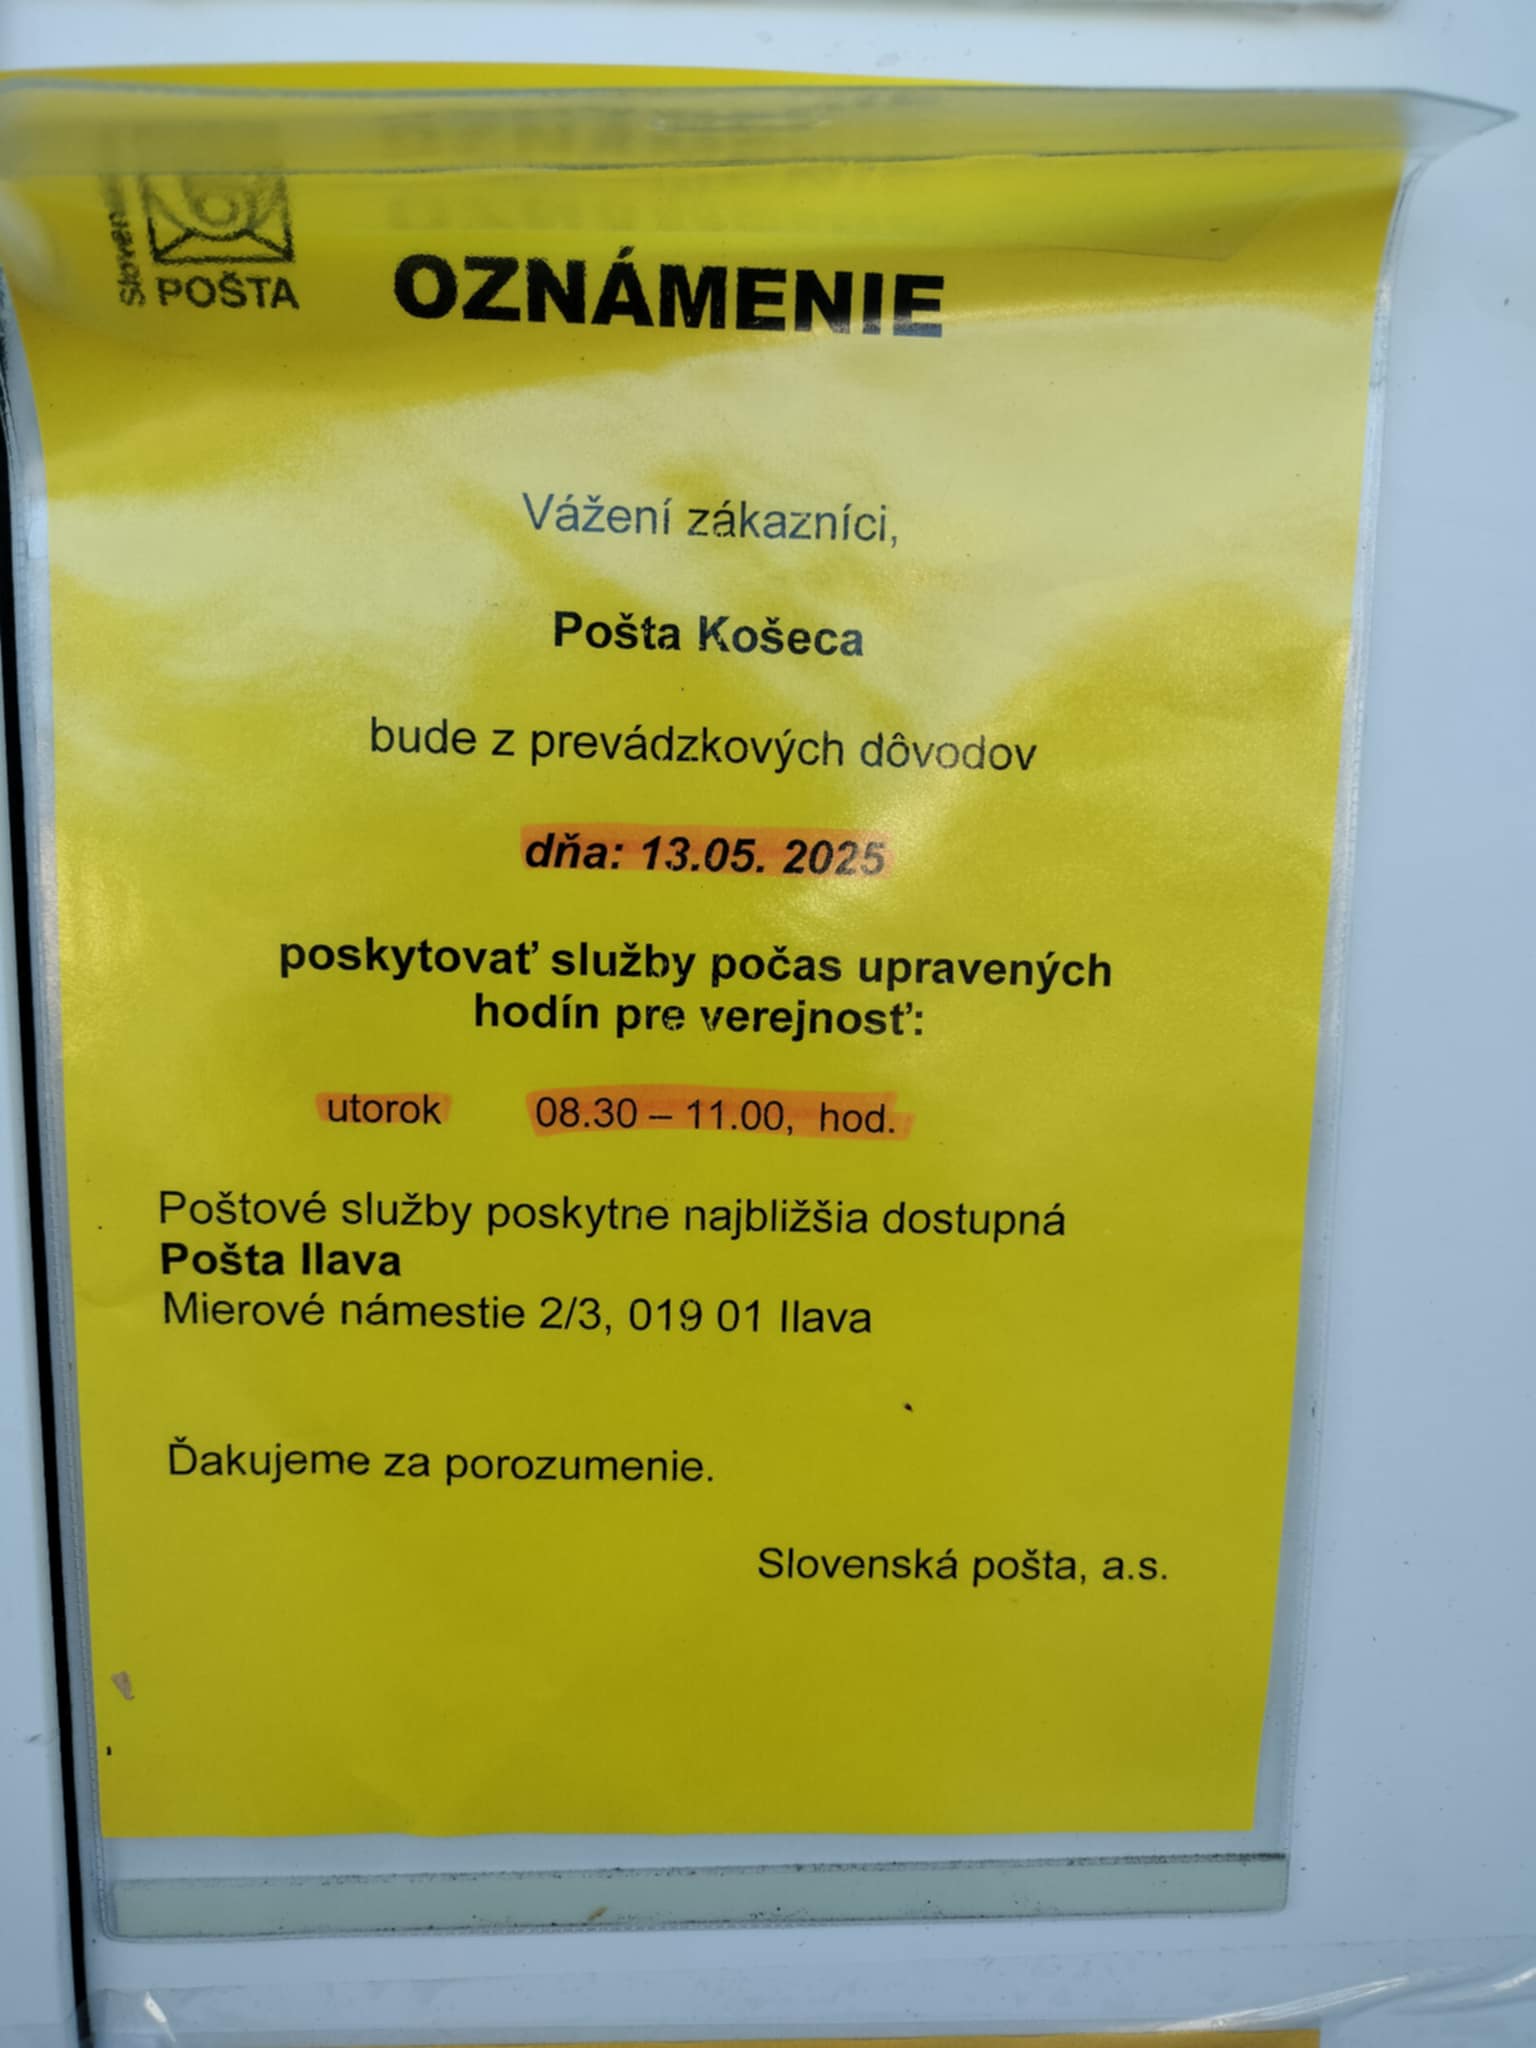 POŠTA
OZNÁMENIE
Vážení zákazníci,
Pošta Košeca
bude z prevádzkových dôvodov
dňa: 13.05. 2025
poskytovať služby počas upravených
hodín pre verejnosť:
utorok 08.30 – 11.00, hod.
Poštové služby poskytne najbližšia dostupná
Pošta Ilava
Mierové námestie 2/3, 019 01 Ilava
Ďakujeme za porozumenie.
Slovenská pošta, a.s.